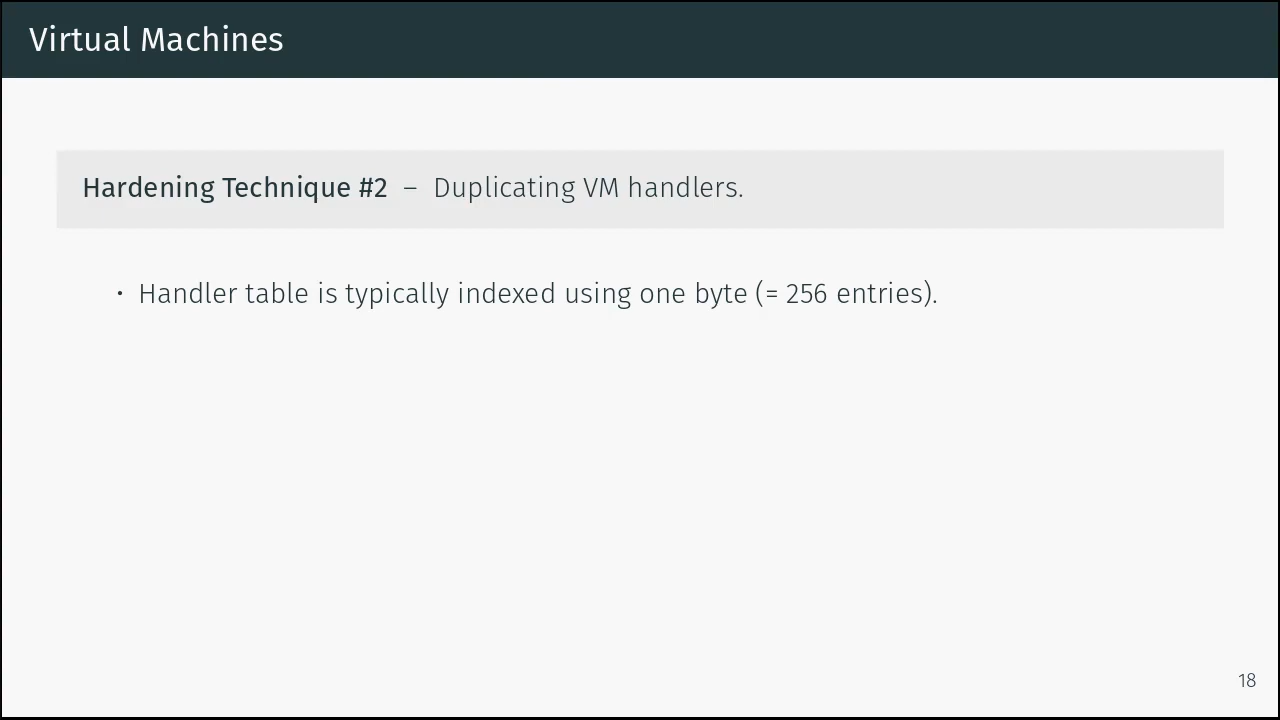 Virtual Machines
Hardening Technique #2 – Duplicating VM handlers.
• Handler table is typically indexed using one byte (= 256 entries).
18